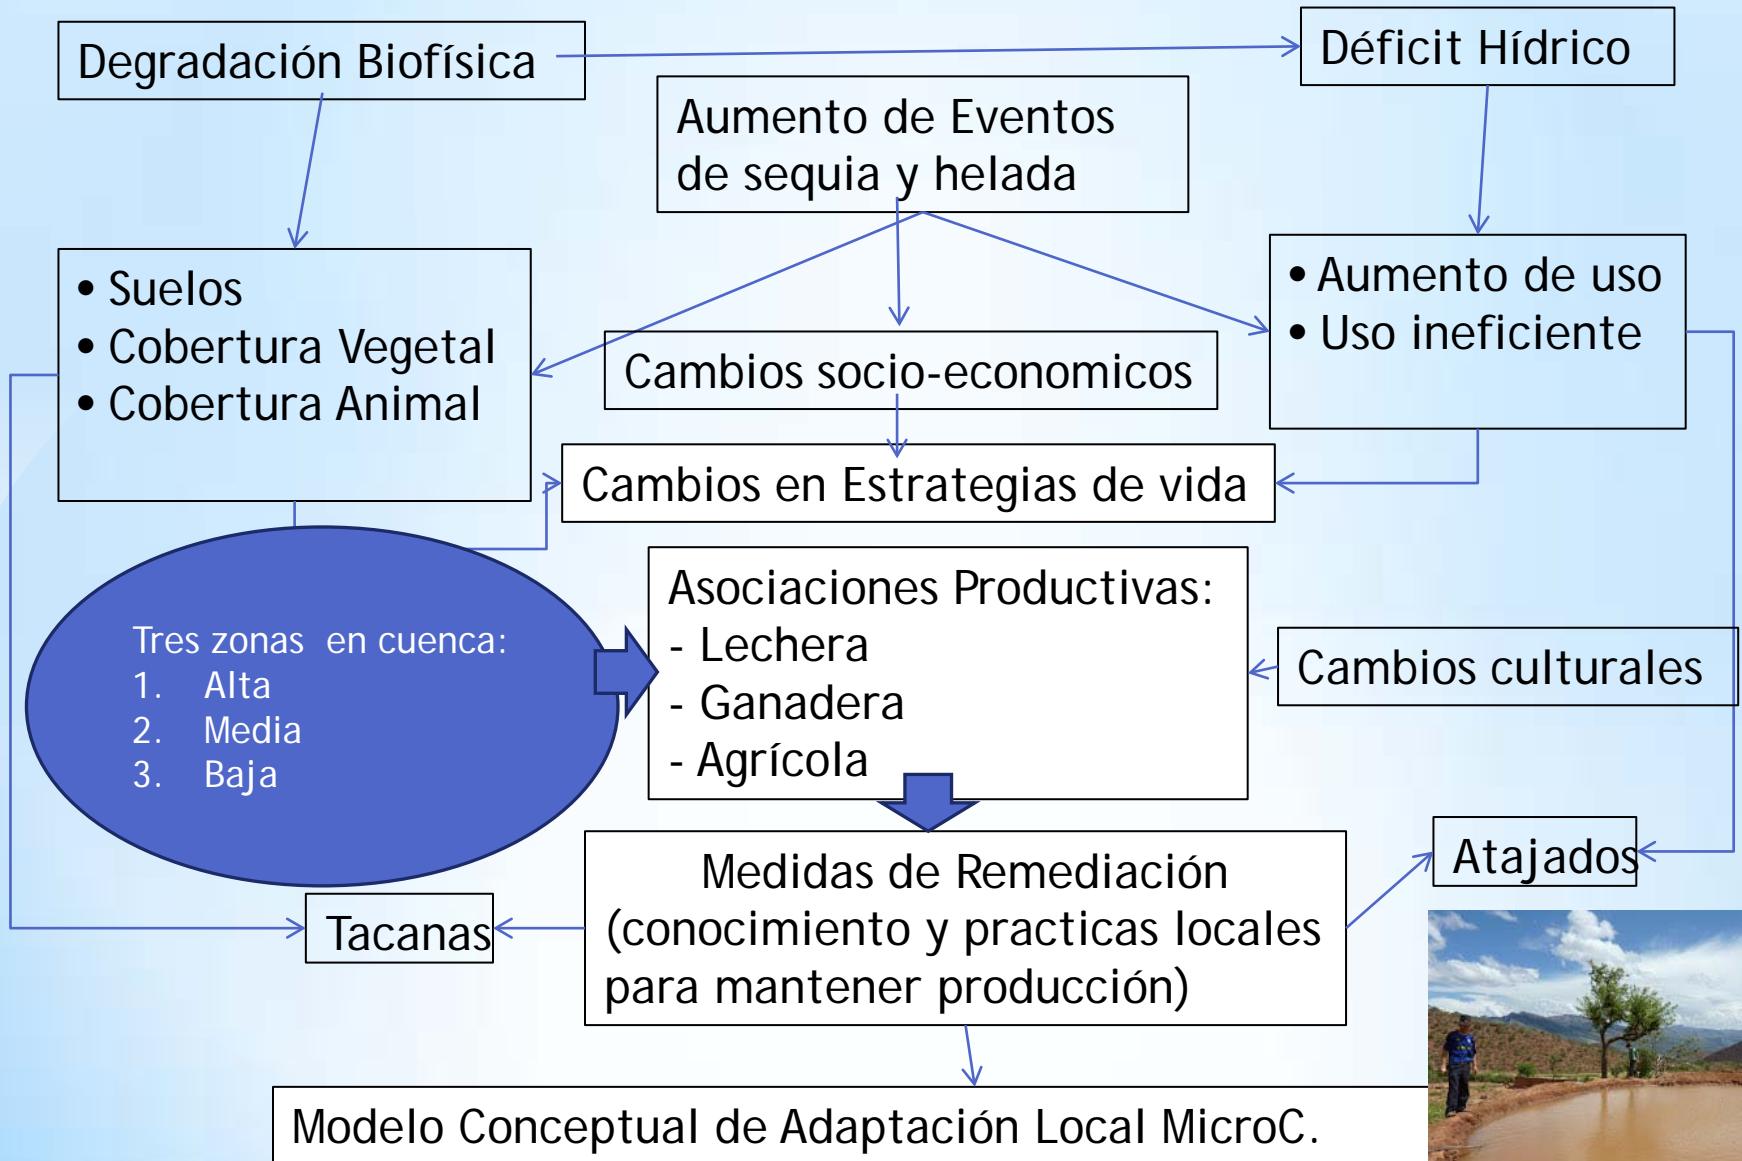 Degradación Biofísica
Déficit Hídrico
Aumento de Eventos
de sequia y helada
• Suelos
• Cobertura Vegetal
• Cobertura Animal
• Aumento de uso
• Uso ineficiente
Cambios socio-economicos
Cambios en Estrategias de vida
Tres zonas en cuenca:
1. Alta
2. Media
3. Baja
Asociaciones Productivas:
- Lechera
- Ganadera
- Agrícola
Cambios culturales
Atajados
Medidas de Remediación
(conocimiento y practicas locales
para mantener producción)
Tacanas
Modelo Conceptual de Adaptación Local MicroC.